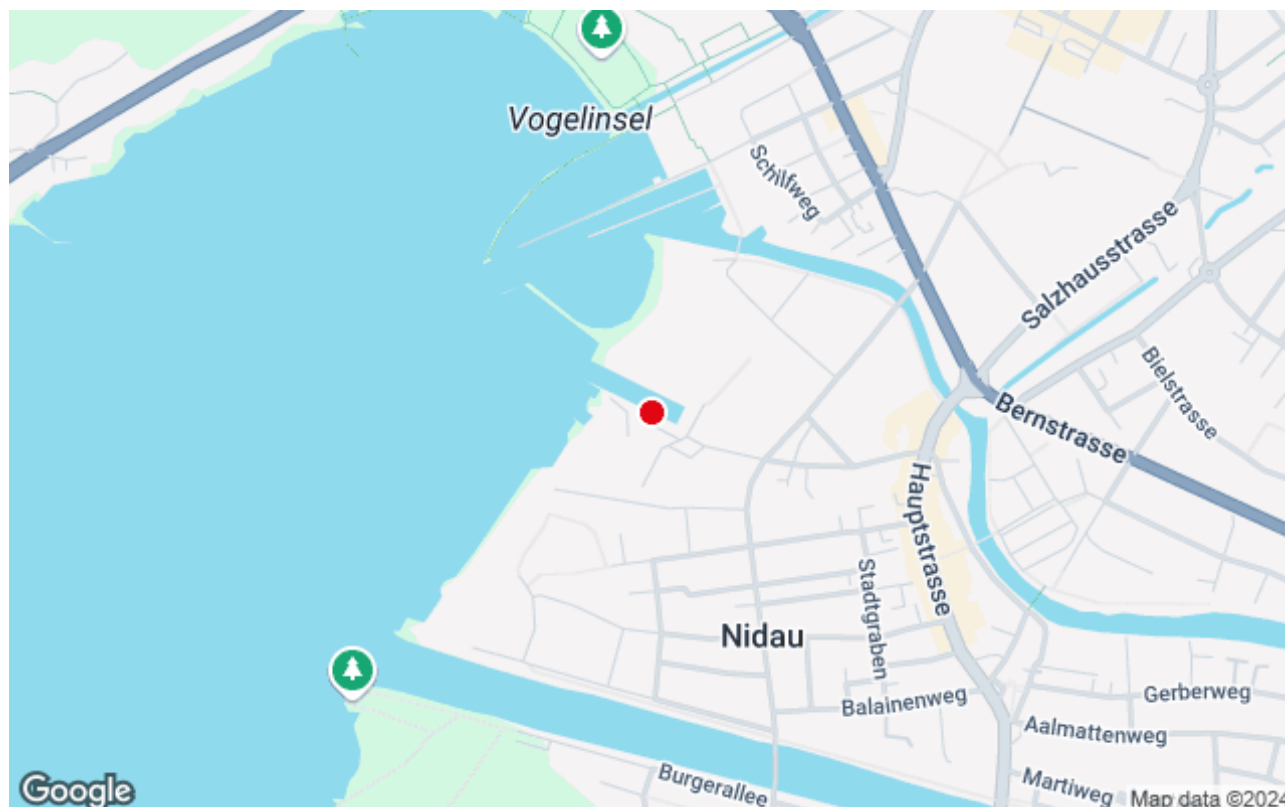 Vogelinsel
Schilfweg
Salzhausstrasse
Bielstrasse
Bernstrasse
Hauptstrasse
Stadtgraben
Nidau
Balainenweg
Gerberweg
Aalmattenweg
Martiweg
Burgerallee
Google
Map data ©2024